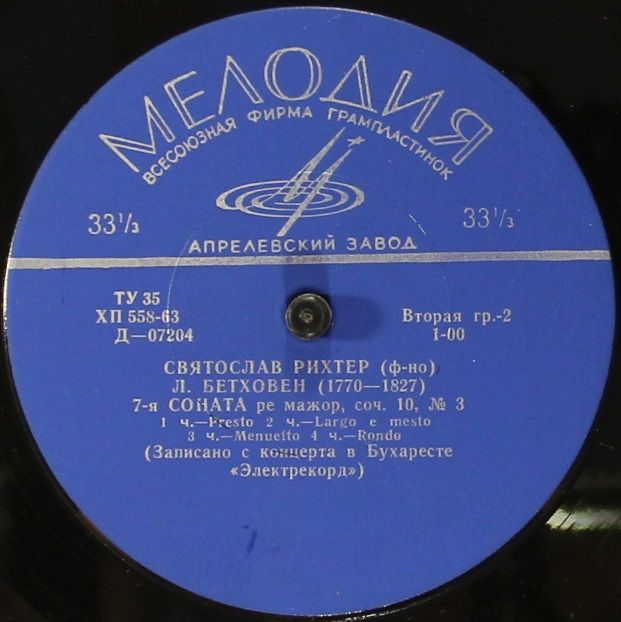 МЕЛОДИЯ
ВСЕСОЮЗНАЯ ФИРМА ГРАМПЛАСТИНОК
33⅓ 33⅓
АПРЕЛЕВСКИЙ ЗАВОД
ТУ 35
ХП 558-63 Вторая гр.-2
Д—07204 1-00
СВЯТОСЛАВ РИХТЕР (ф-но)
Л. БЕТХОВЕН (1770—1827)
7-я СОНАТА ре мажор, соч. 10, № 3
1 ч.—Presto 2 ч.—Largo e mesto
3 ч.—Menuetto 4 ч.—Rondo
(Записано с концерта в Бухаресте
«Электрекорд»)